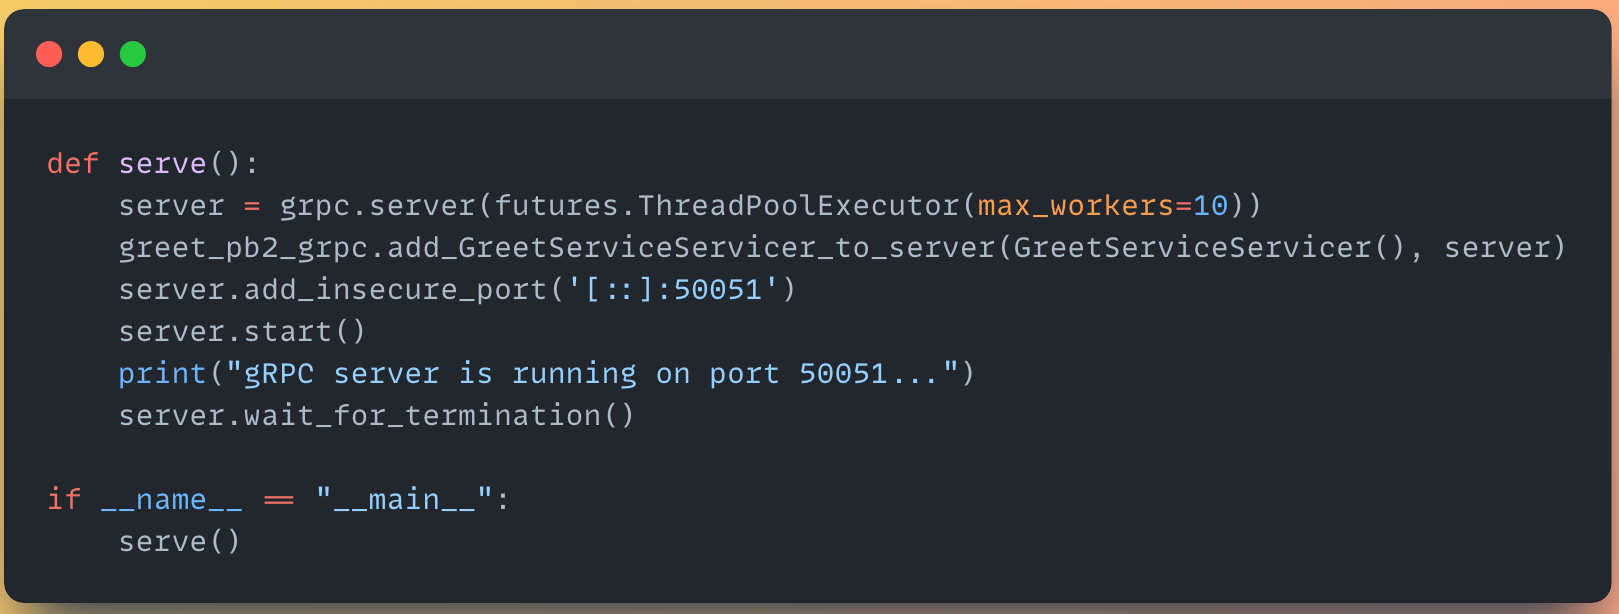 def serve():
    server = grpc.server(futures.ThreadPoolExecutor(max_workers=10))
    greet_pb2_grpc.add_GreetServiceServicer_to_server(GreetServiceServicer(), server)
    server.add_insecure_port('[::]:50051')
    server.start()
    print("gRPC server is running on port 50051...")
    server.wait_for_termination()

if __name__ == "__main__":
    serve()